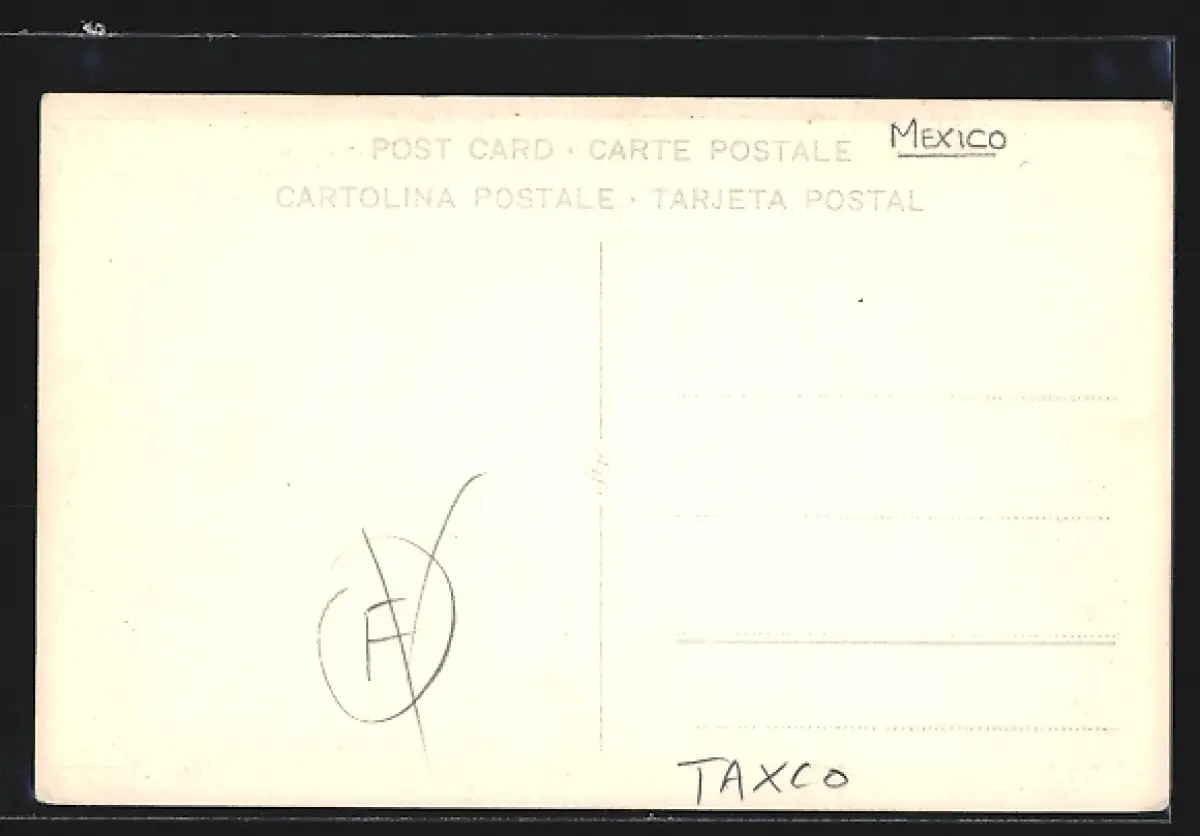 POST CARD · CARTE POSTALE
MEXICO
CARTOLINA POSTALE · TARJETA POSTAL
F
TAXCO